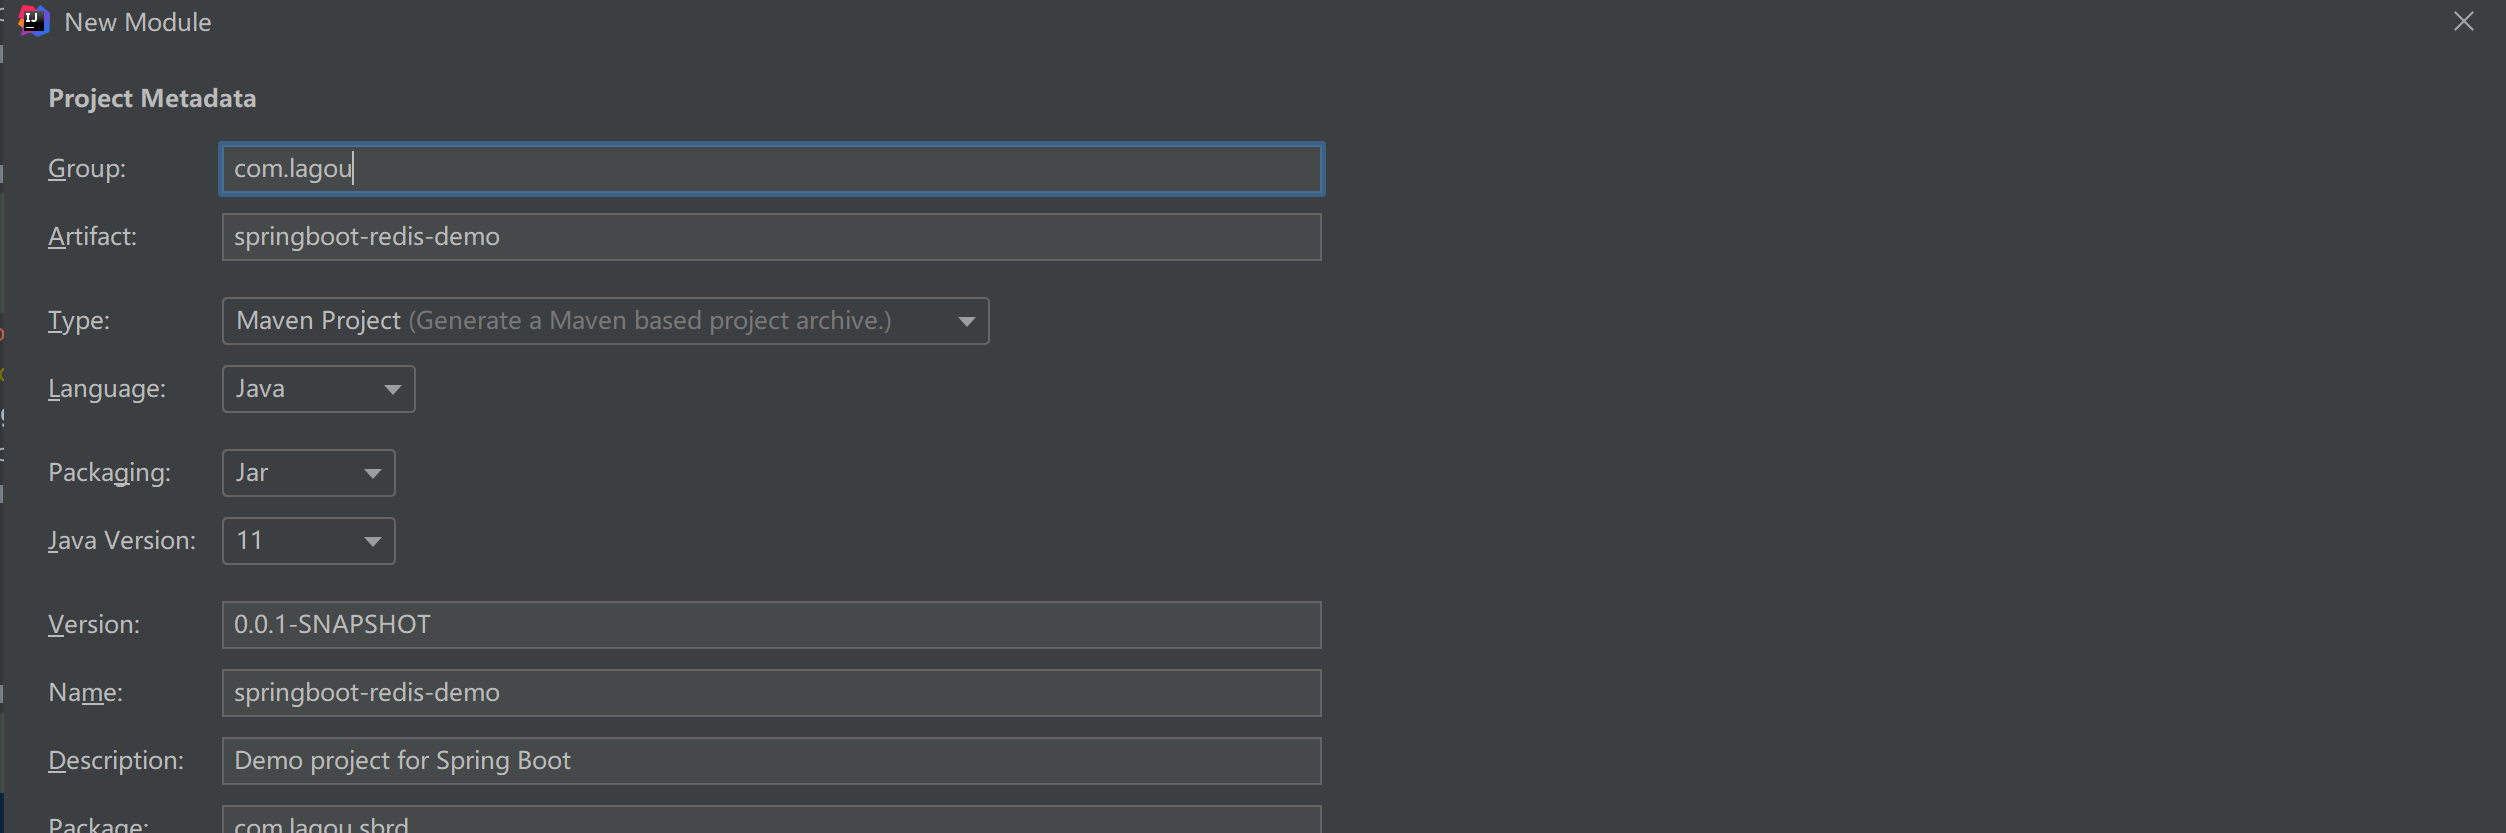 New Module
Project Metadata
Group: com.lagou
Artifact: springboot-redis-demo
Type: Maven Project (Generate a Maven based project archive.)
Language: Java
Packaging: Jar
Java Version: 11
Version: 0.0.1-SNAPSHOT
Name: springboot-redis-demo
Description: Demo project for Spring Boot
Package: com.lagou.sbrd